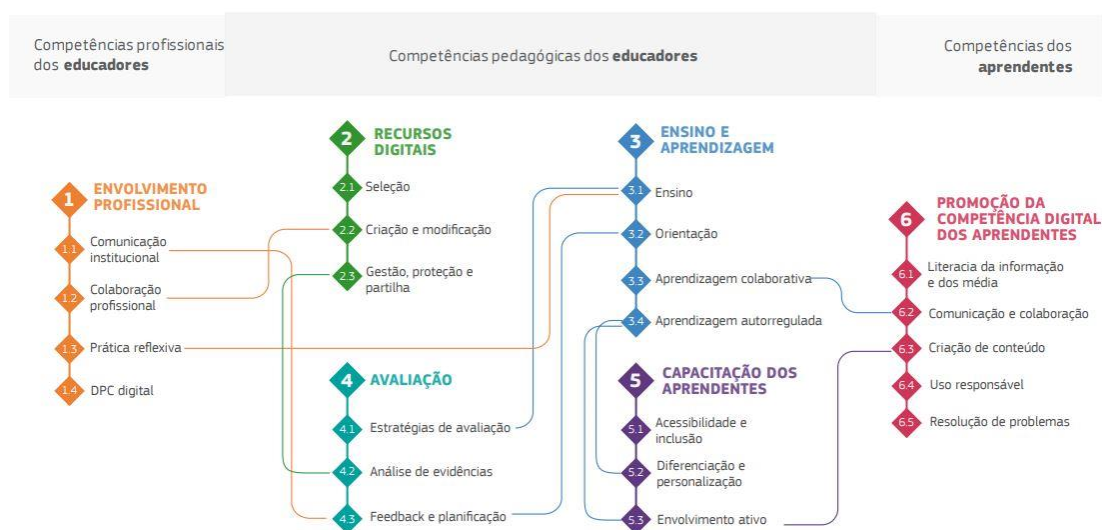 Competências profissionais
dos educadores
Competências pedagógicas dos educadores
Competências dos
aprendentes
1
ENVOLVIMENTO
PROFISSIONAL
1.1
Comunicação
institucional
1.2
Colaboração
profissional
1.3
Prática reflexiva
1.4
DPC digital
2
RECURSOS
DIGITAIS
2.1
Seleção
2.2
Criação e modificação
2.3
Gestão, proteção e
partilha
4
AVALIAÇÃO
4.1
Estratégias de avaliação
4.2
Análise de evidências
4.3
Feedback e planificação
3
ENSINO E
APRENDIZAGEM
3.1
Ensino
3.2
Orientação
3.3
Aprendizagem colaborativa
3.4
Aprendizagem autorregulada
5
CAPACITAÇÃO DOS
APRENDENTES
5.1
Acessibilidade e
inclusão
5.2
Diferenciação e
personalização
5.3
Envolvimento ativo
6
PROMOÇÃO DA
COMPETÊNCIA DIGITAL
DOS APRENDENTES
6.1
Literacia da informação
e dos média
6.2
Comunicação e colaboração
6.3
Criação de conteúdo
6.4
Uso responsável
6.5
Resolução de problemas